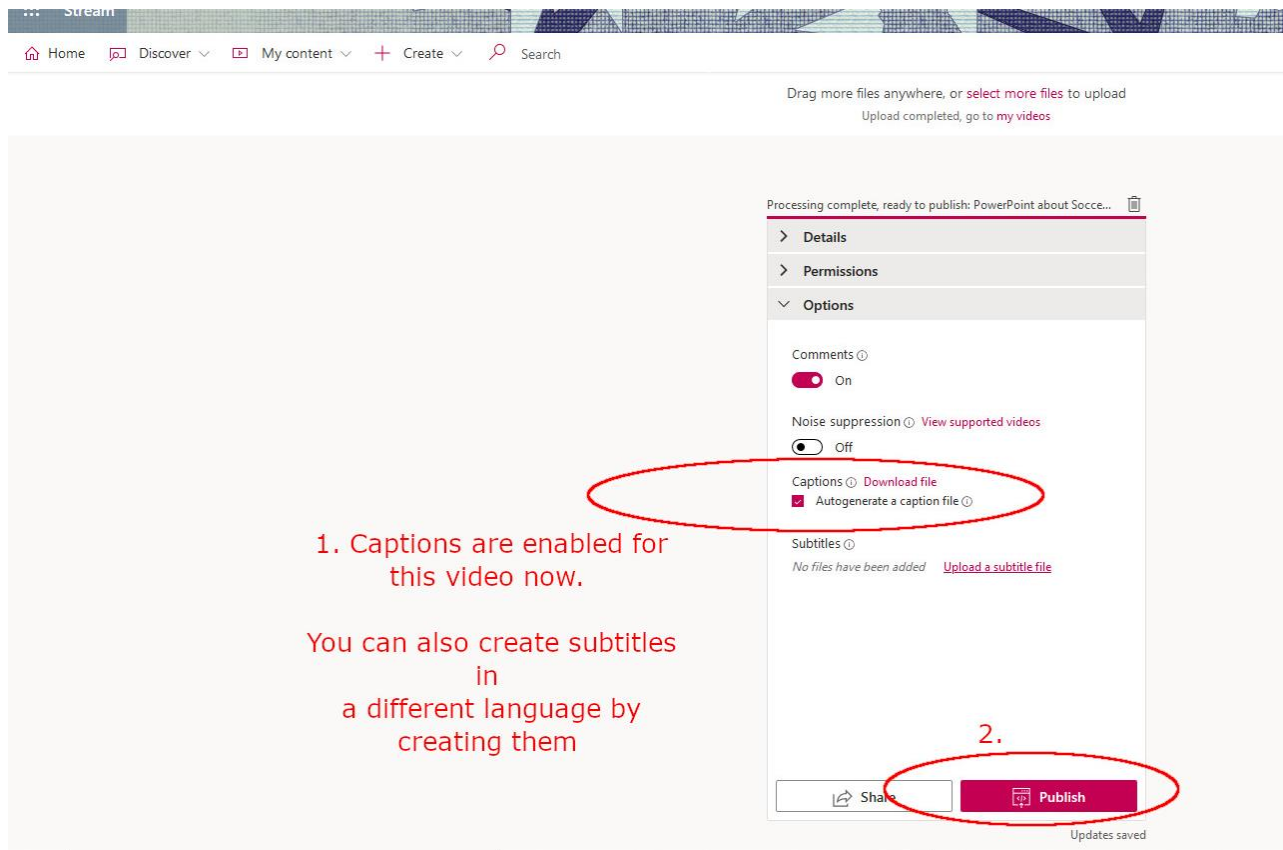 Stream
Home Discover My content Create Search
Drag more files anywhere, or select more files to upload
Upload completed, go to my videos
Processing complete, ready to publish: PowerPoint about Socce...
Details
Permissions
Options
Comments
On
Noise suppression View supported videos
Off
Captions Download file
Autogenerate a caption file
1. Captions are enabled for
this video now.
Subtitles
No files have been added Upload a subtitle file
You can also create subtitles
in
a different language by
creating them
2.
Share Publish
Updates saved